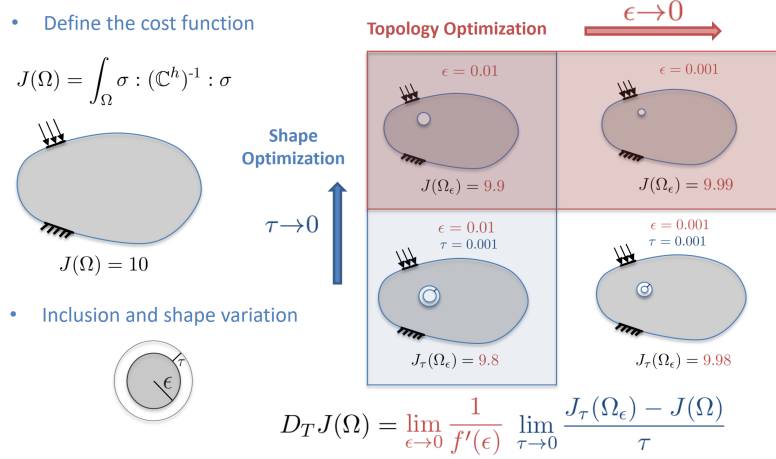 • Define the cost function
J(Ω) = ∫_Ω σ : (ℂ^h)^-1 : σ
J(Ω) = 10
• Inclusion and shape variation
τ
ϵ
Topology Optimization
ϵ→0
Shape
Optimization
τ→0
ϵ = 0.01
J(Ω_ϵ) = 9.9
ϵ = 0.001
J(Ω_ϵ) = 9.99
ϵ = 0.01
τ = 0.001
J_τ(Ω_ϵ) = 9.8
ϵ = 0.001
τ = 0.001
J_τ(Ω_ϵ) = 9.98
D_T J(Ω) = lim_{ϵ→0} 1/f′(ϵ) lim_{τ→0} (J_τ(Ω_ϵ) − J(Ω))/τ